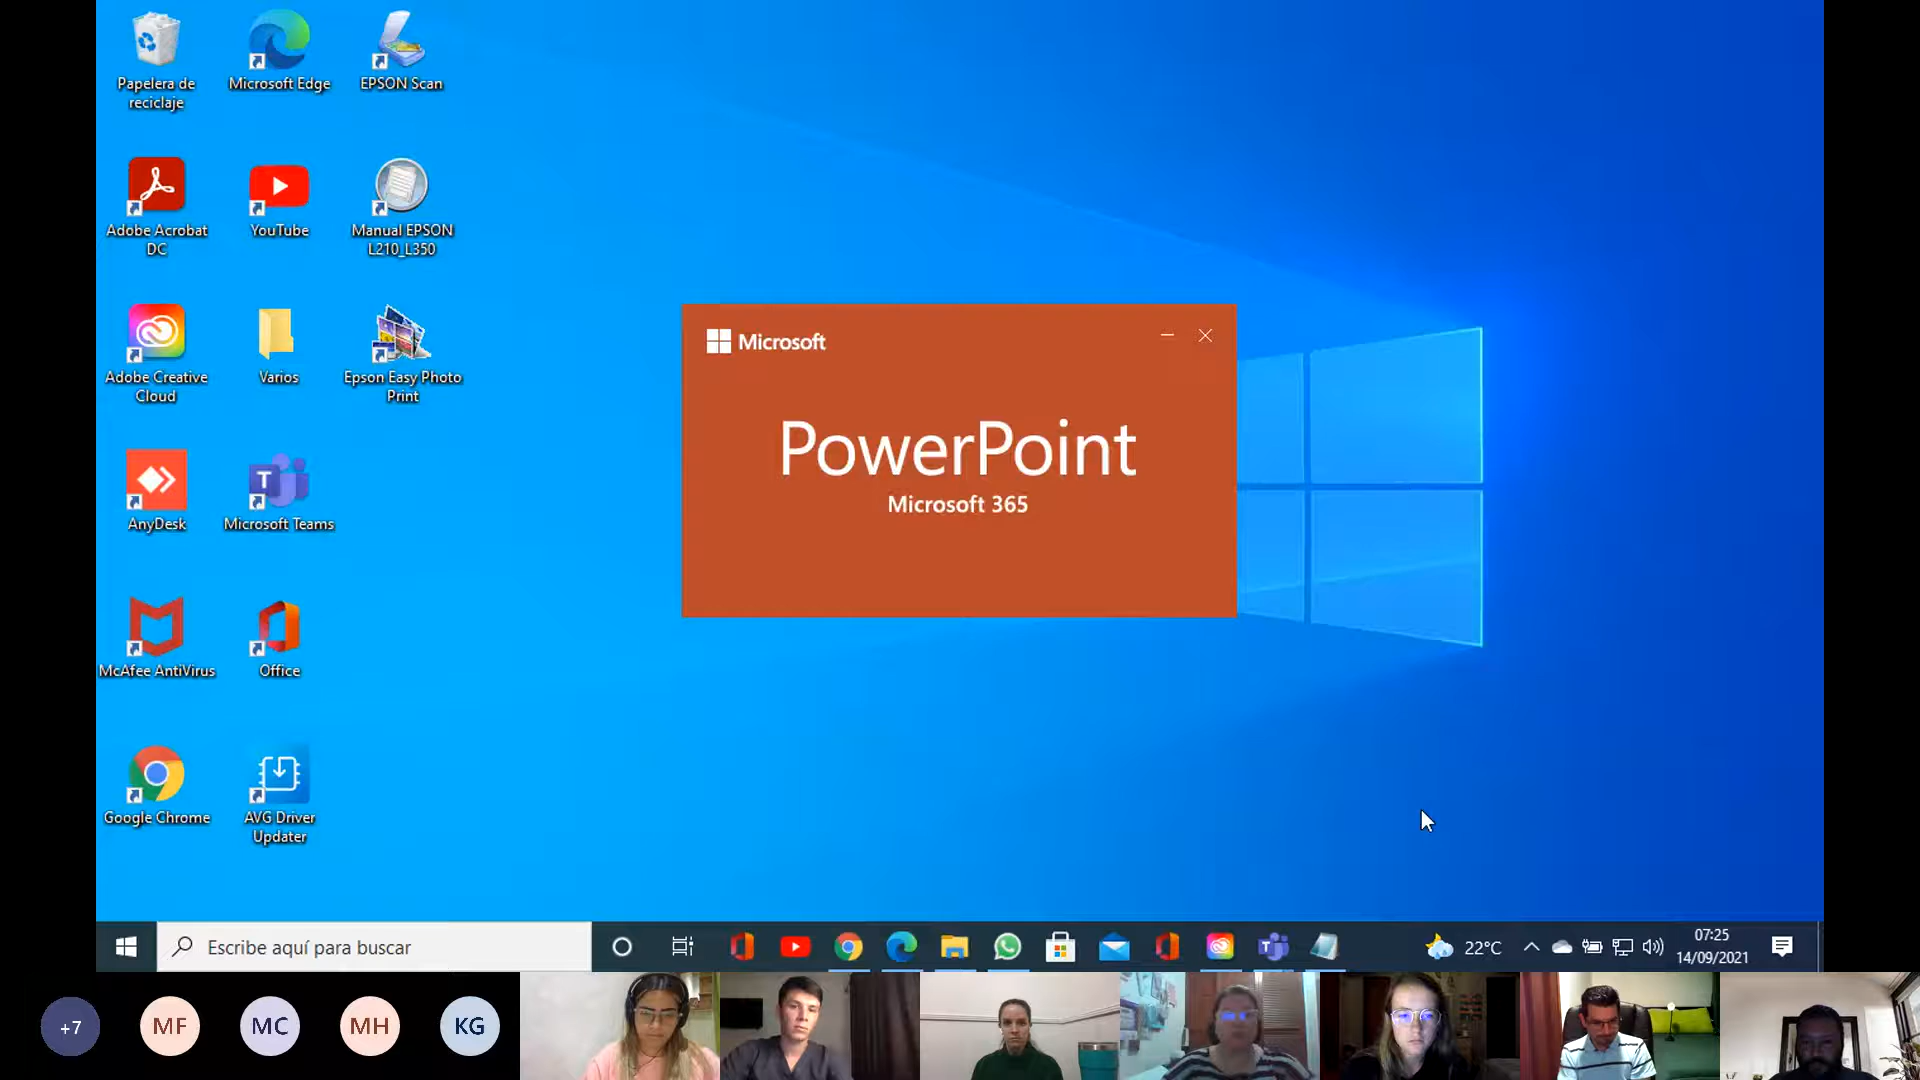 Papelera de
reciclaje
Microsoft Edge
EPSON Scan
Adobe Acrobat
DC
YouTube
Manual EPSON
L210_L350
Adobe Creative
Cloud
Varios
Epson Easy Photo
Print
AnyDesk
Microsoft Teams
McAfee AntiVirus
Office
Google Chrome
AVG Driver
Updater
Microsoft
PowerPoint
Microsoft 365
Escribe aquí para buscar
22°C
07:25
14/09/2021
+7
MF
MC
MH
KG